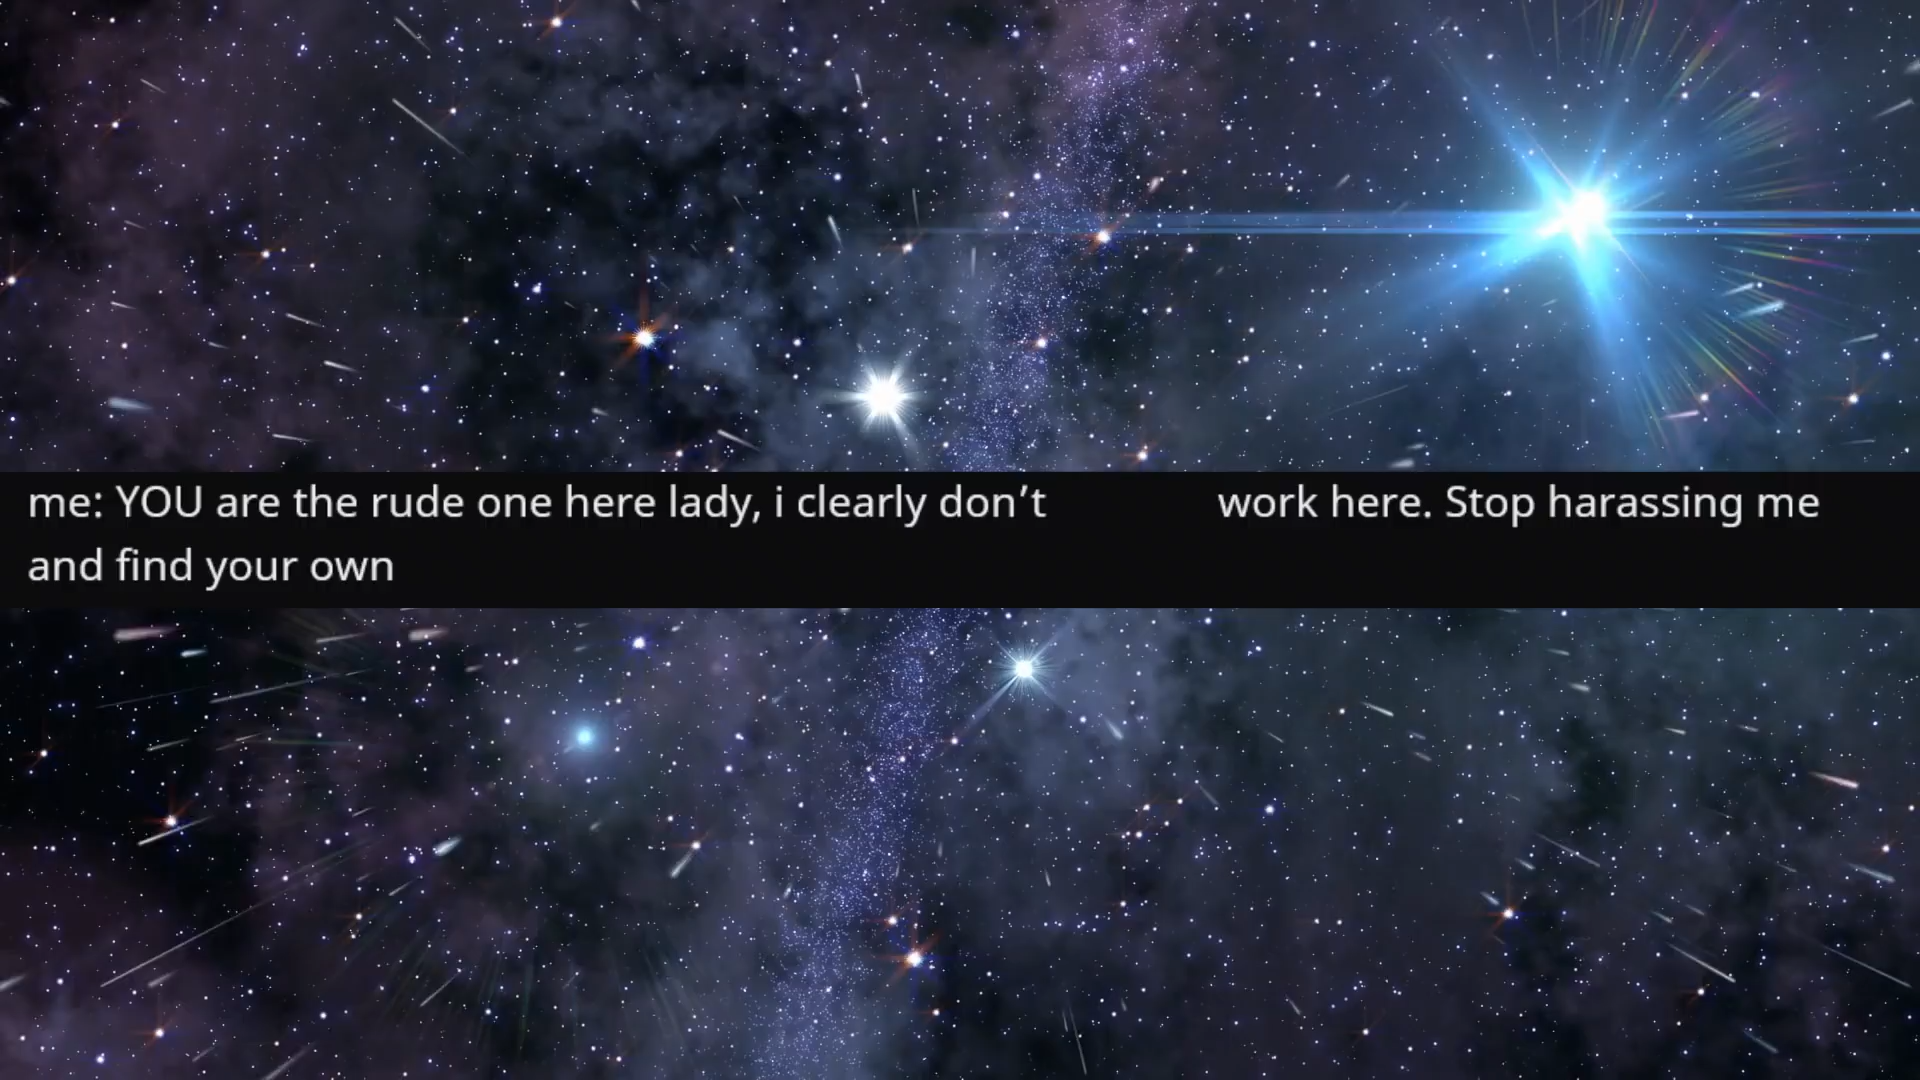 me: YOU are the rude one here lady, i clearly don’t work here. Stop harassing me
and find your own